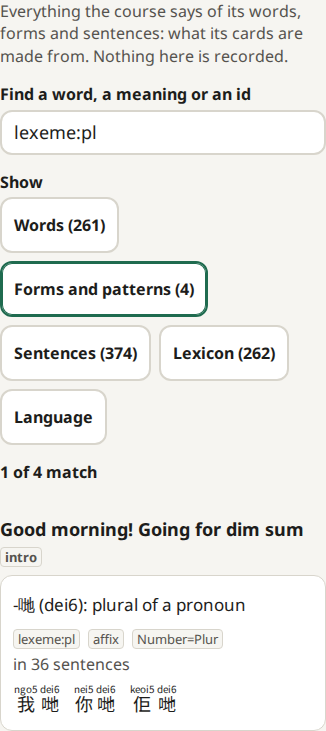 Everything the course says of its words,
forms and sentences: what its cards are
made from. Nothing here is recorded.
Find a word, a meaning or an id
lexeme:pl
Show
Words (261)
Forms and patterns (4)
Sentences (374) Lexicon (262)
Language
1 of 4 match
Good morning! Going for dim sum
intro
-哋 (dei6): plural of a pronoun
lexeme:pl affix Number=Plur
in 36 sentences
ngo5 dei6 nei5 dei6 keoi5 dei6
我 哋 你 哋 佢 哋